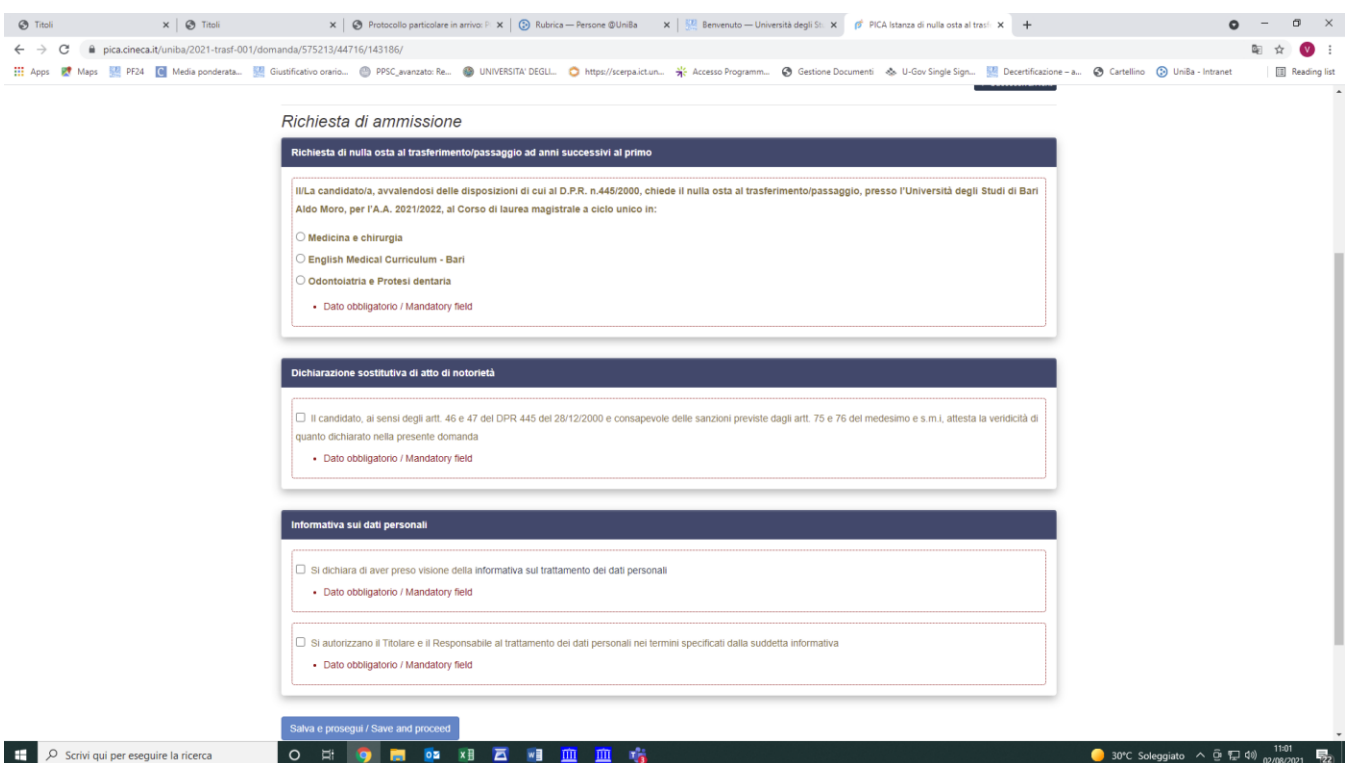 Titoli
Titoli
Protocollo particolare in arrivo: P
Rubrica — Persone @UniBa
Benvenuto — Università degli St
PICA Istanza di nulla osta al trasf
pica.cineca.it/uniba/2021-trasf-001/domanda/575213/44716/143186/
V
Apps
Maps
PF24
Media ponderata...
Giustificativo orario...
PPSC_avanzato: Re...
UNIVERSITA' DEGLI...
https://scerpa.ict.un...
Accesso Programm...
Gestione Documenti
U-Gov Single Sign...
Decertificazione – a...
Cartellino
UniBa - Intranet
Reading list
Richiesta di ammissione
Richiesta di nulla osta al trasferimento/passaggio ad anni successivi al primo
Il/La candidato/a, avvalendosi delle disposizioni di cui al D.P.R. n.445/2000, chiede il nulla osta al trasferimento/passaggio, presso l'Università degli Studi di Bari
Aldo Moro, per l'A.A. 2021/2022, al Corso di laurea magistrale a ciclo unico in:
Medicina e chirurgia
English Medical Curriculum - Bari
Odontoiatria e Protesi dentaria
• Dato obbligatorio / Mandatory field
Dichiarazione sostitutiva di atto di notorietà
Il candidato, ai sensi degli artt. 46 e 47 del DPR 445 del 28/12/2000 e consapevole delle sanzioni previste dagli artt. 75 e 76 del medesimo e s.m.i, attesta la veridicità di
quanto dichiarato nella presente domanda
• Dato obbligatorio / Mandatory field
Informativa sui dati personali
Si dichiara di aver preso visione della informativa sul trattamento dei dati personali
• Dato obbligatorio / Mandatory field
Si autorizzano il Titolare e il Responsabile al trattamento dei dati personali nei termini specificati dalla suddetta informativa
• Dato obbligatorio / Mandatory field
Salva e prosegui / Save and proceed
Scrivi qui per eseguire la ricerca
30°C Soleggiato
11:01
02/08/2021
22